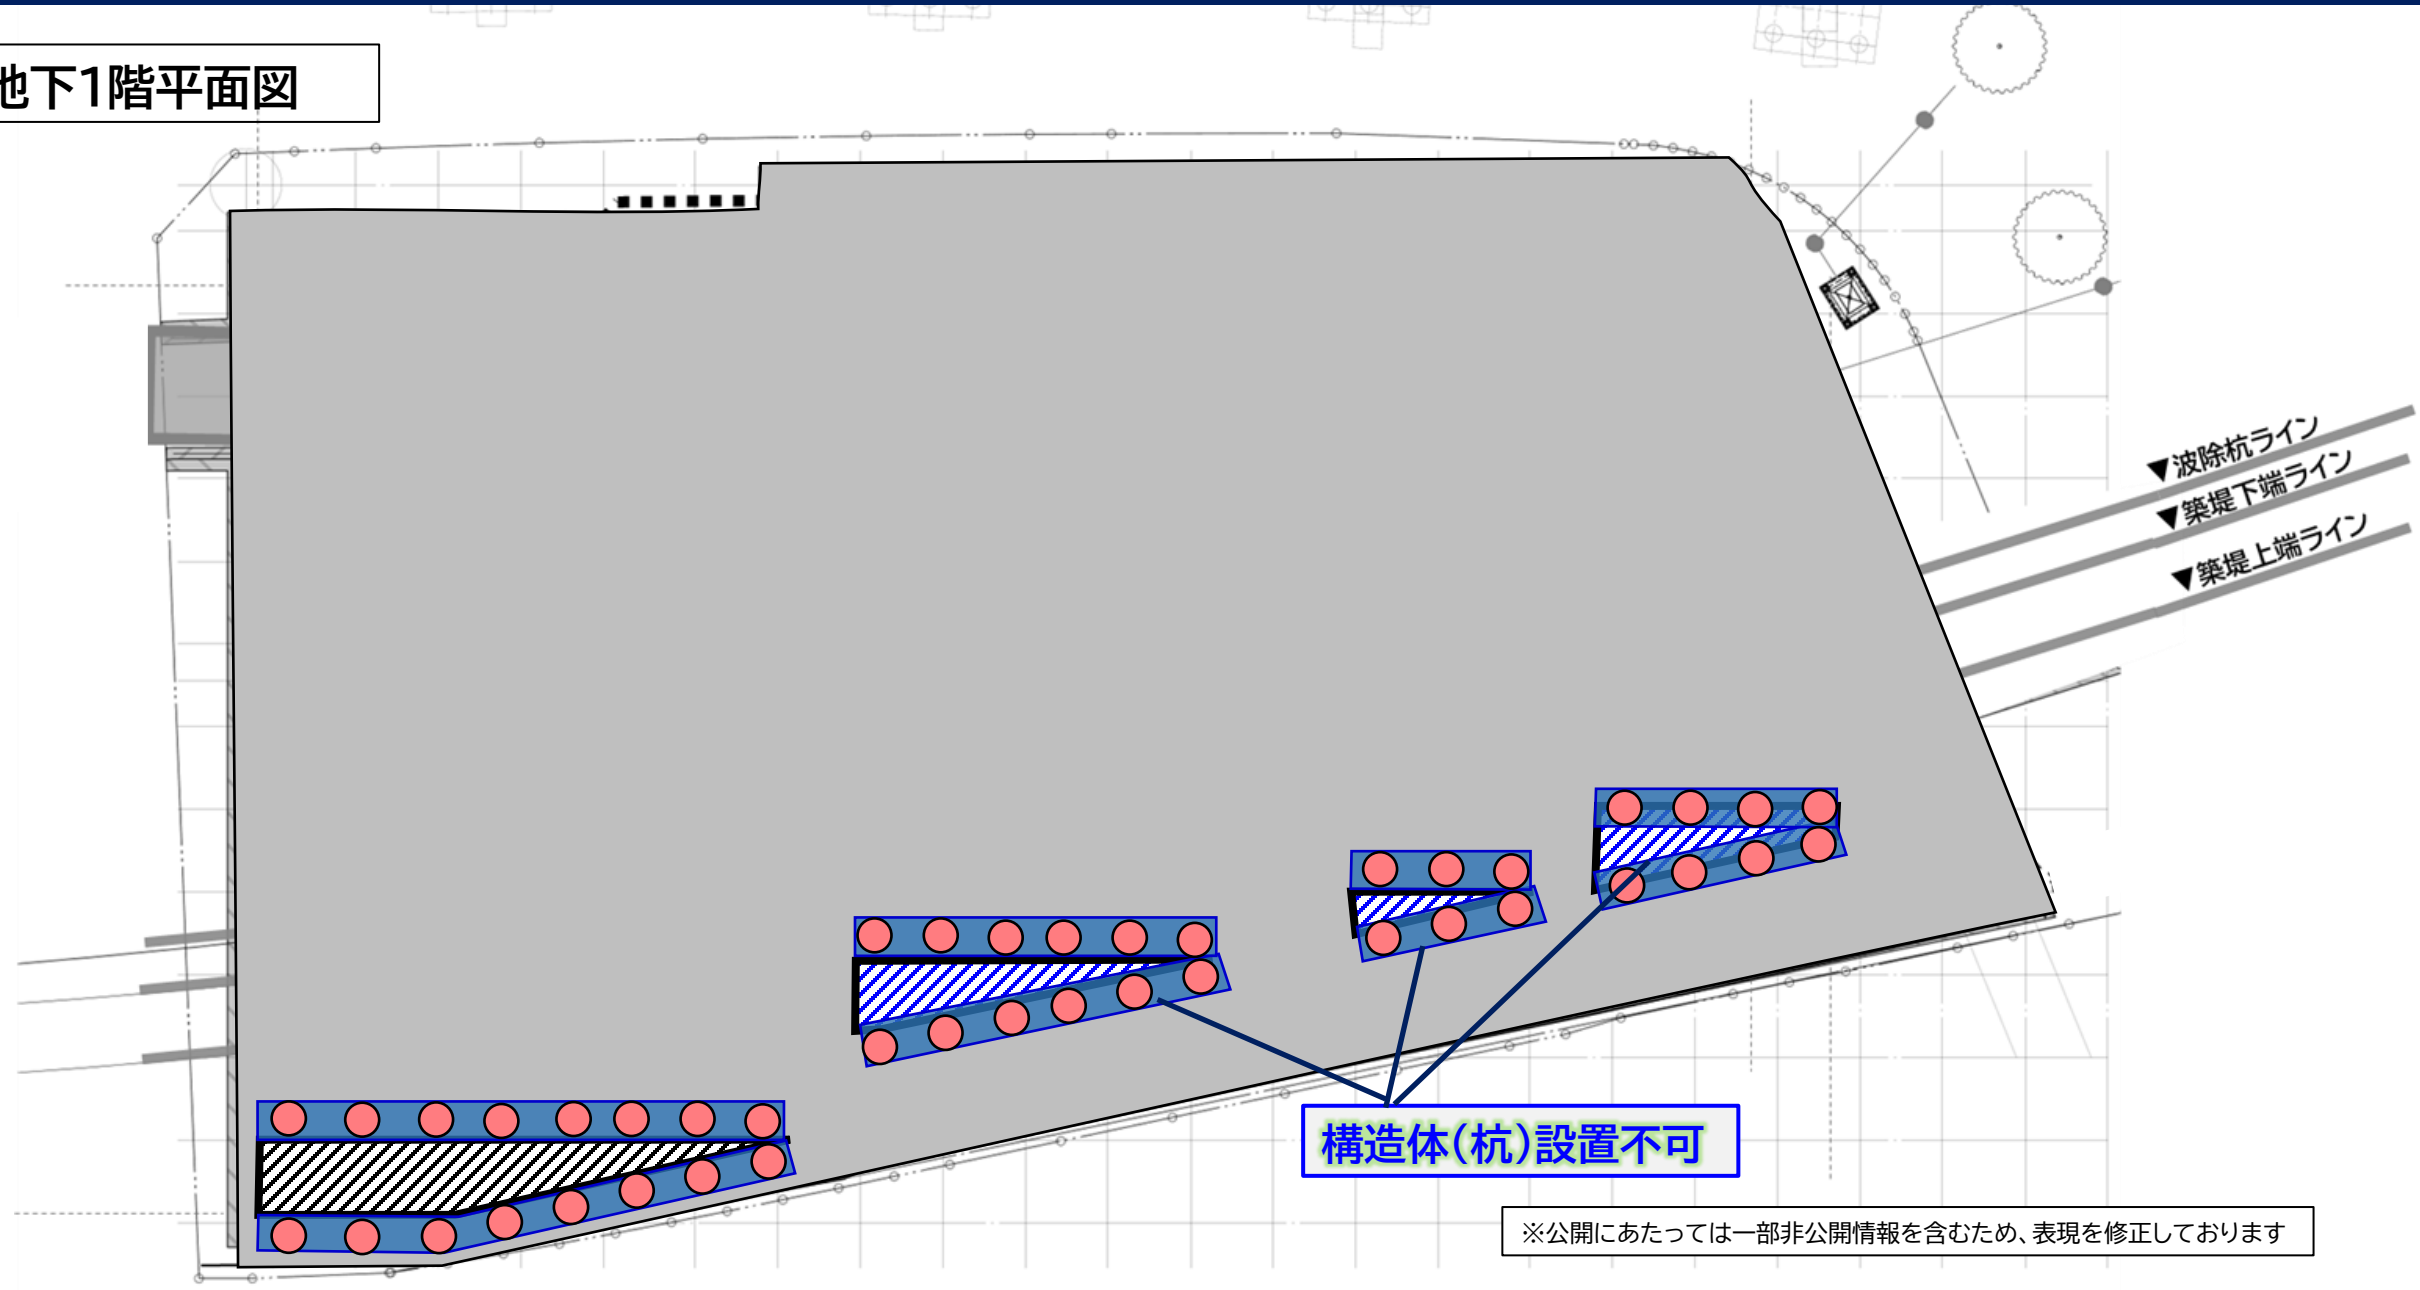 地下1階平面図
▼波除杭ライン
▼築堤下端ライン
▼築堤上端ライン
構造体(杭)設置不可
※公開にあたっては一部非公開情報を含むため、表現を修正しております